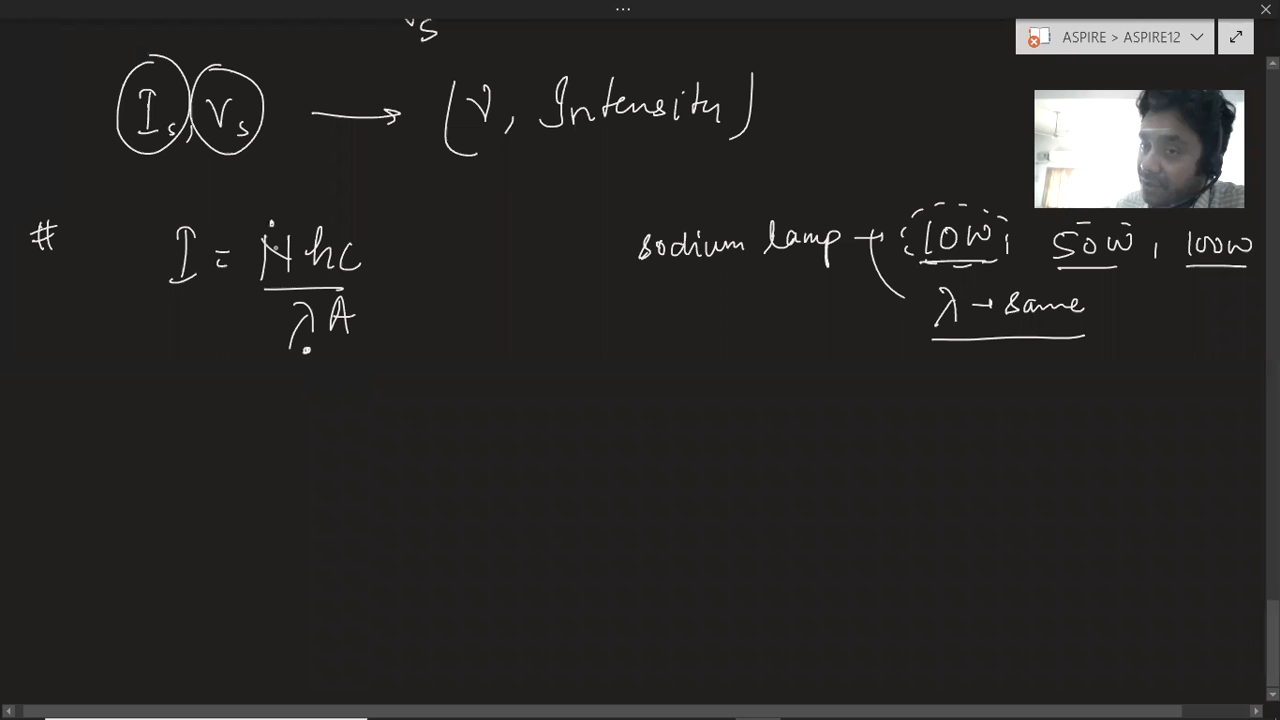 ...
vs
ASPIRE > ASPIRE12
Is, Vs → (ν, Intensity)
# I = Ṅhc / λA
sodium lamp → 10W, 50W, 100W
λ → same